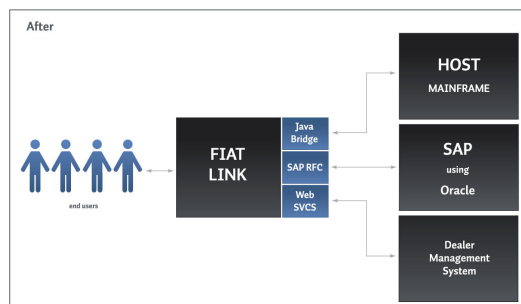 After
end users
FIAT
LINK
Java
Bridge
SAP RFC
Web
SVCS
HOST
MAINFRAME
SAP
using
Oracle
Dealer
Management
System